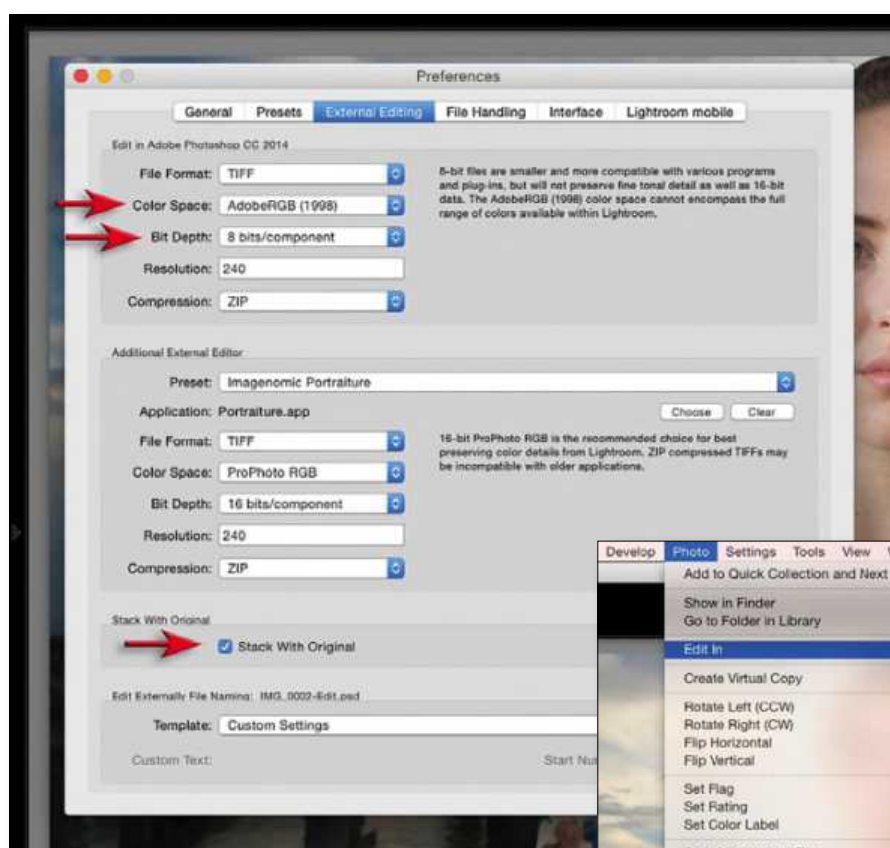 Preferences
General Presets External Editing File Handling Interface Lightroom mobile
Edit in Adobe Photoshop CC 2014
File Format: TIFF
Color Space: AdobeRGB (1998)
Bit Depth: 8 bits/component
Resolution: 240
Compression: ZIP
8-bit files are smaller and more compatible with various programs
and plug-ins, but will not preserve fine tonal detail as well as 16-bit
data. The AdobeRGB (1998) color space cannot encompass the full
range of colors available within Lightroom.
Additional External Editor
Preset: Imagenomic Portraiture
Application: Portraiture.app
Choose Clear
File Format: TIFF
Color Space: ProPhoto RGB
Bit Depth: 16 bits/component
Resolution: 240
Compression: ZIP
16-bit ProPhoto RGB is the recommended choice for best
preserving color details from Lightroom. ZIP compressed TIFFs may
be incompatible with older applications.
Stack With Original
Stack With Original
Edit Externally File Naming: IMG_0002-Edit.psd
Template: Custom Settings
Custom Text:
Start
Develop Photo Settings Tools View
Add to Quick Collection and Next
Show in Finder
Go to Folder in Library
Edit In
Create Virtual Copy
Rotate Left (CCW)
Rotate Right (CW)
Flip Horizontal
Flip Vertical
Set Flag
Set Rating
Set Color Label